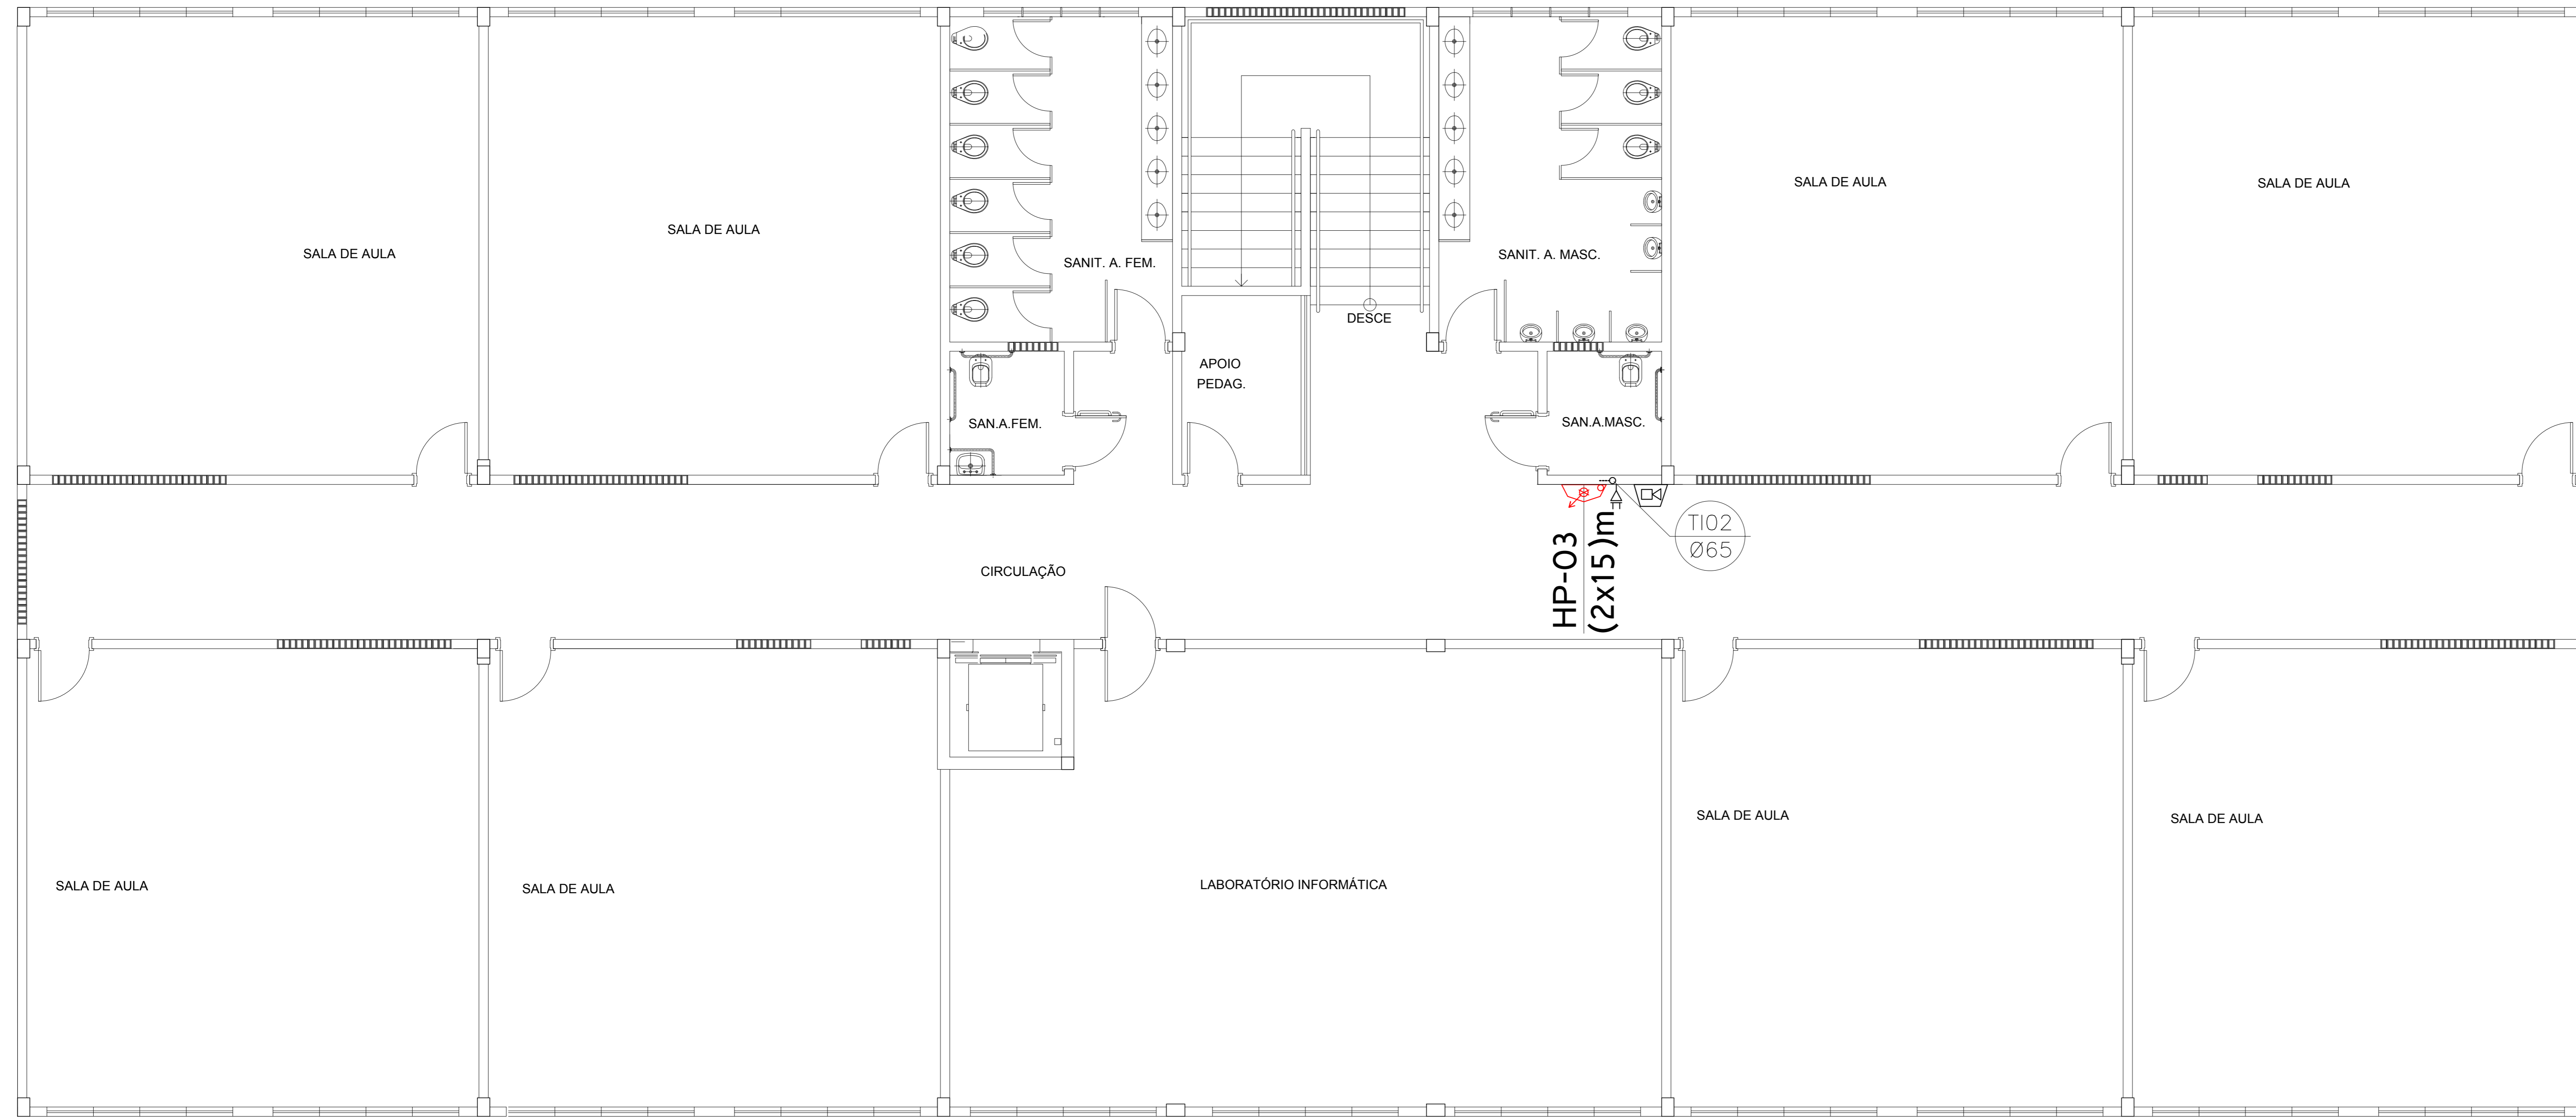 SALA DE AULA
SALA DE AULA
SANIT. A. FEM.
DESCE
SANIT. A. MASC.
SALA DE AULA
SALA DE AULA
APOIO
PEDAG.
SAN.A.FEM.
SAN.A.MASC.
CIRCULAÇÃO
HP-03
(2x15)m
TI02
Ø65
SALA DE AULA
SALA DE AULA
LABORATÓRIO INFORMÁTICA
SALA DE AULA
SALA DE AULA